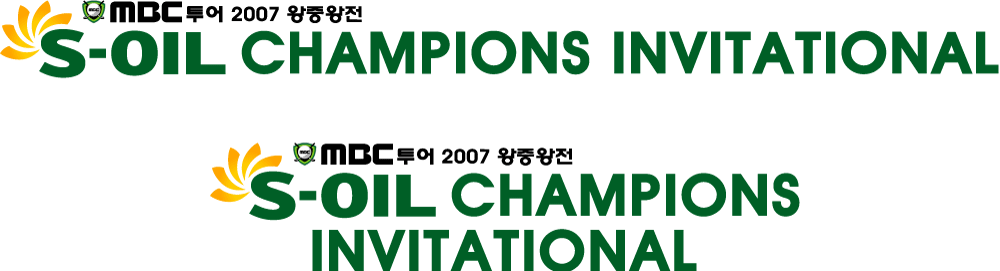 MBC투어 2007 왕중왕전
S-OIL CHAMPIONS INVITATIONAL
MBC투어 2007 왕중왕전
S-OIL CHAMPIONS
INVITATIONAL